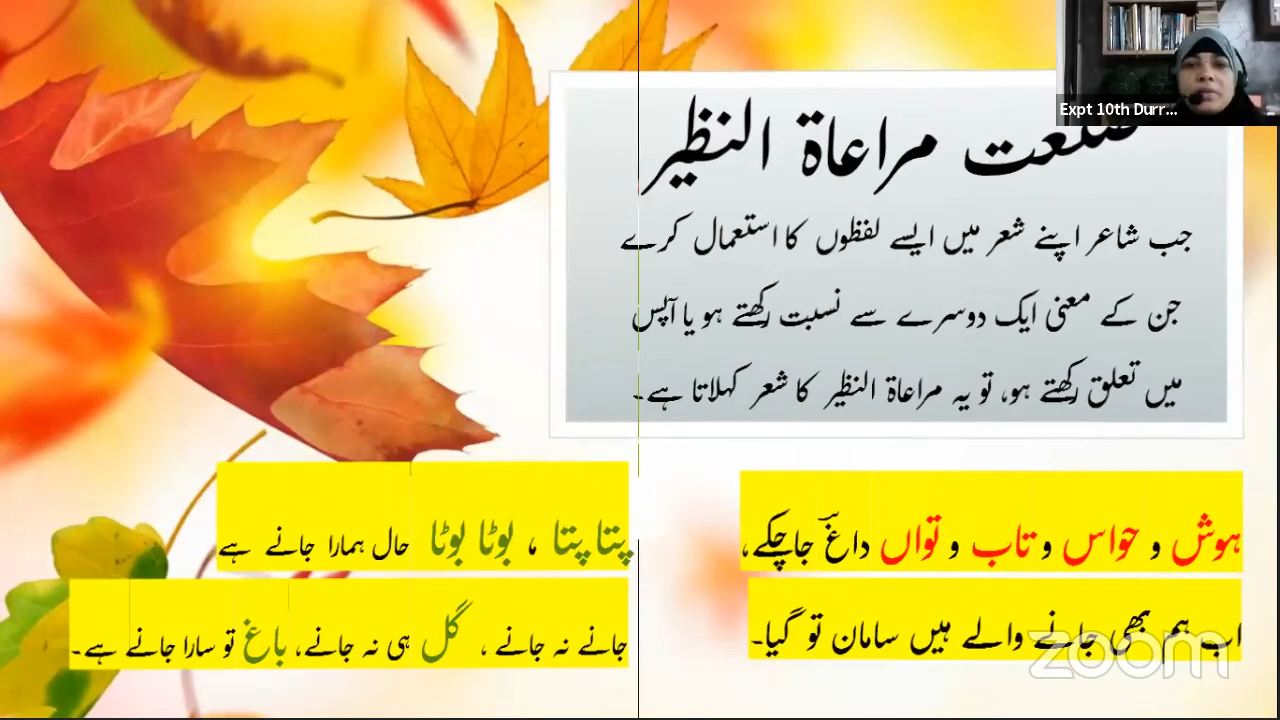 Expt 10th Durr...
صنعت مراعاة النظیر
جب شاعر اپنے شعر میں ایسے لفظوں کا استعمال کرے
جن کے معنی ایک دوسرے سے نسبت رکھتے ہو یا آپس
میں تعلق رکھتے ہو، تو یہ مراعاة النظیر کا شعر کہلاتا ہے۔
ہوش و حواس و تاب و تواں داغؔ جا چکے،
اب ہم بھی جانے والے ہیں سامان تو گیا۔
پتا پتا ، بوٹا بوٹا حال ہمارا جانے ہے
جانے نہ جانے ، گل ہی نہ جانے، باغ تو سارا جانے ہے۔
zoom